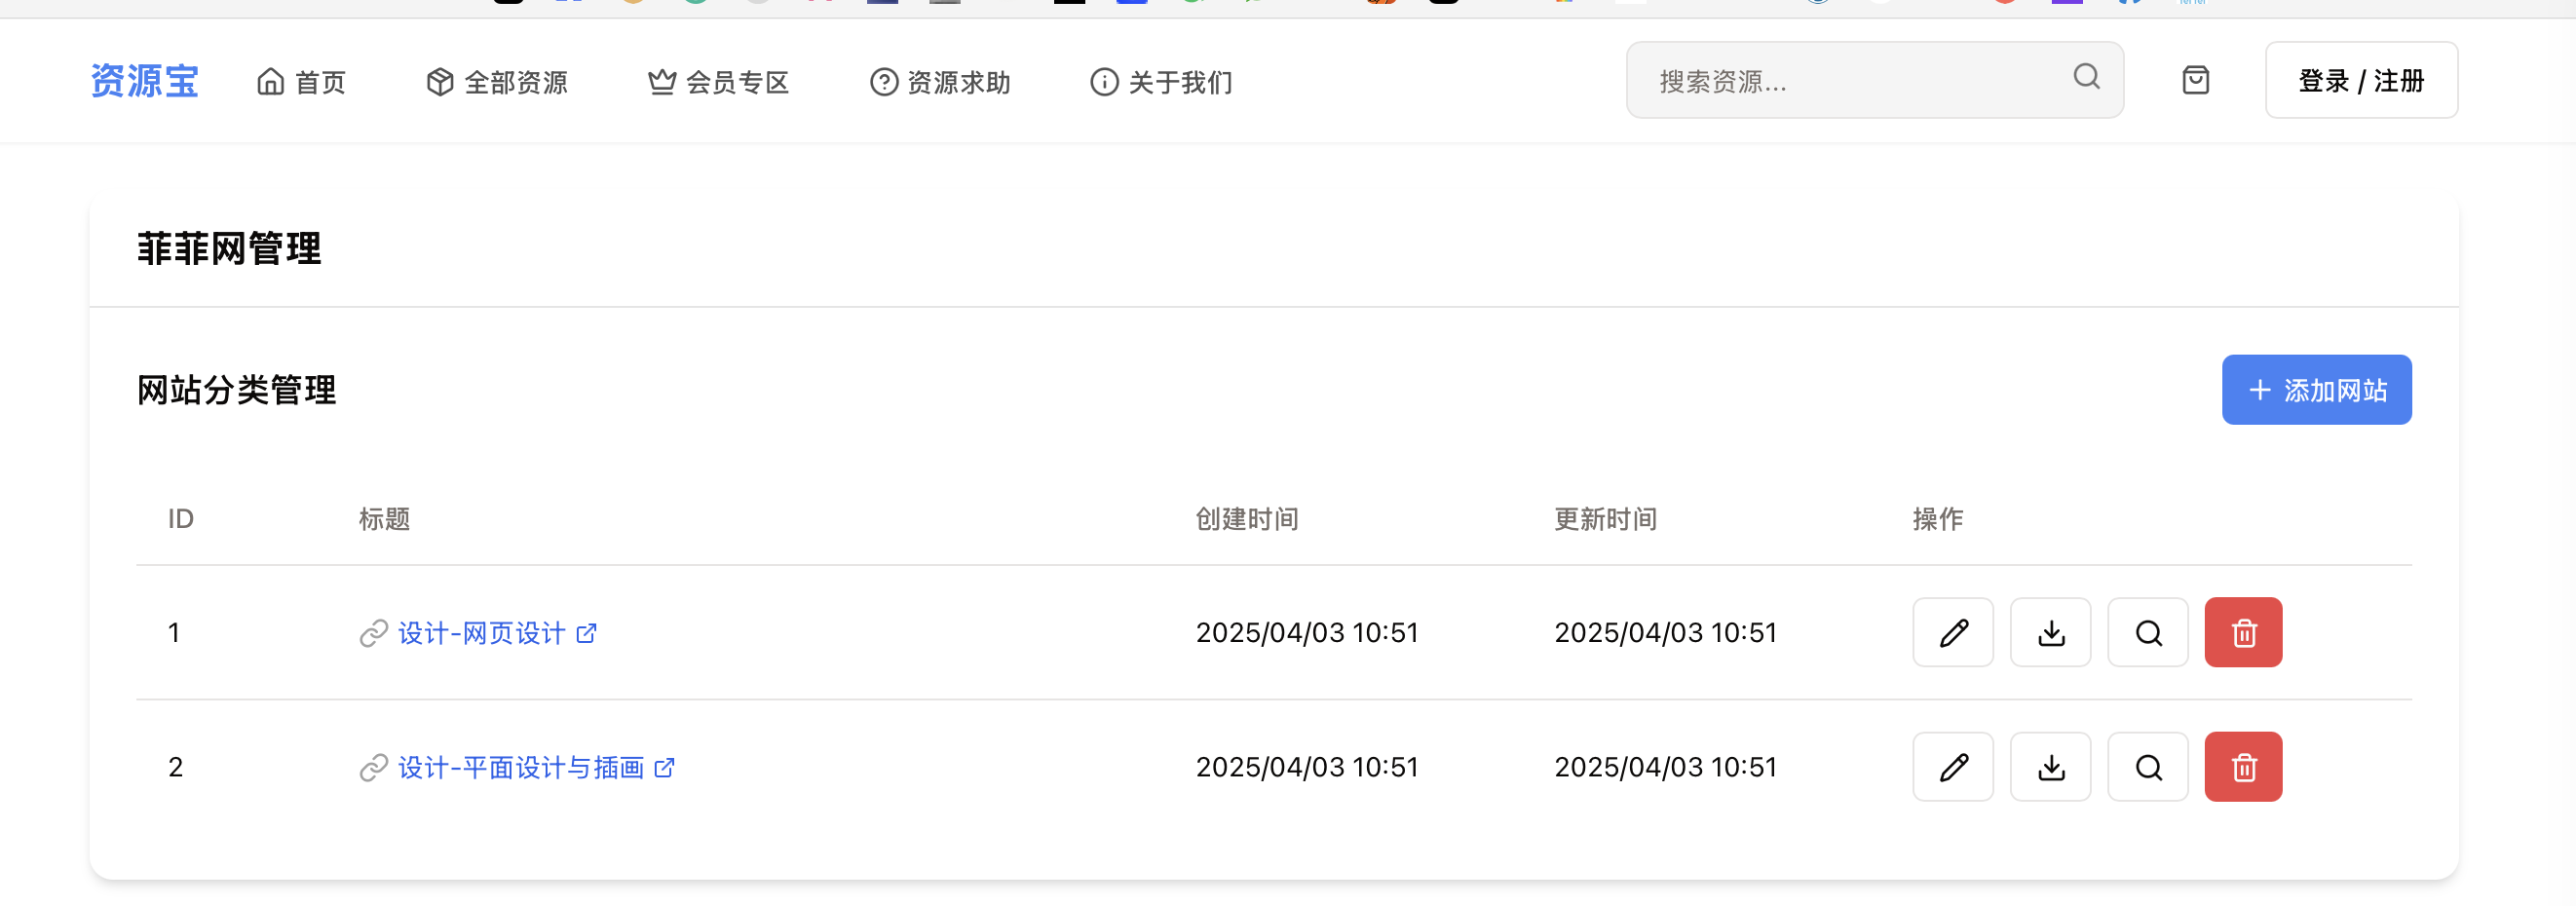 资源宝 首页 全部资源 会员专区 资源求助 关于我们 搜索资源... 登录 / 注册
菲菲网管理
网站分类管理 添加网站
ID 标题 创建时间 更新时间 操作
1 设计-网页设计 2025/04/03 10:51 2025/04/03 10:51
2 设计-平面设计与插画 2025/04/03 10:51 2025/04/03 10:51